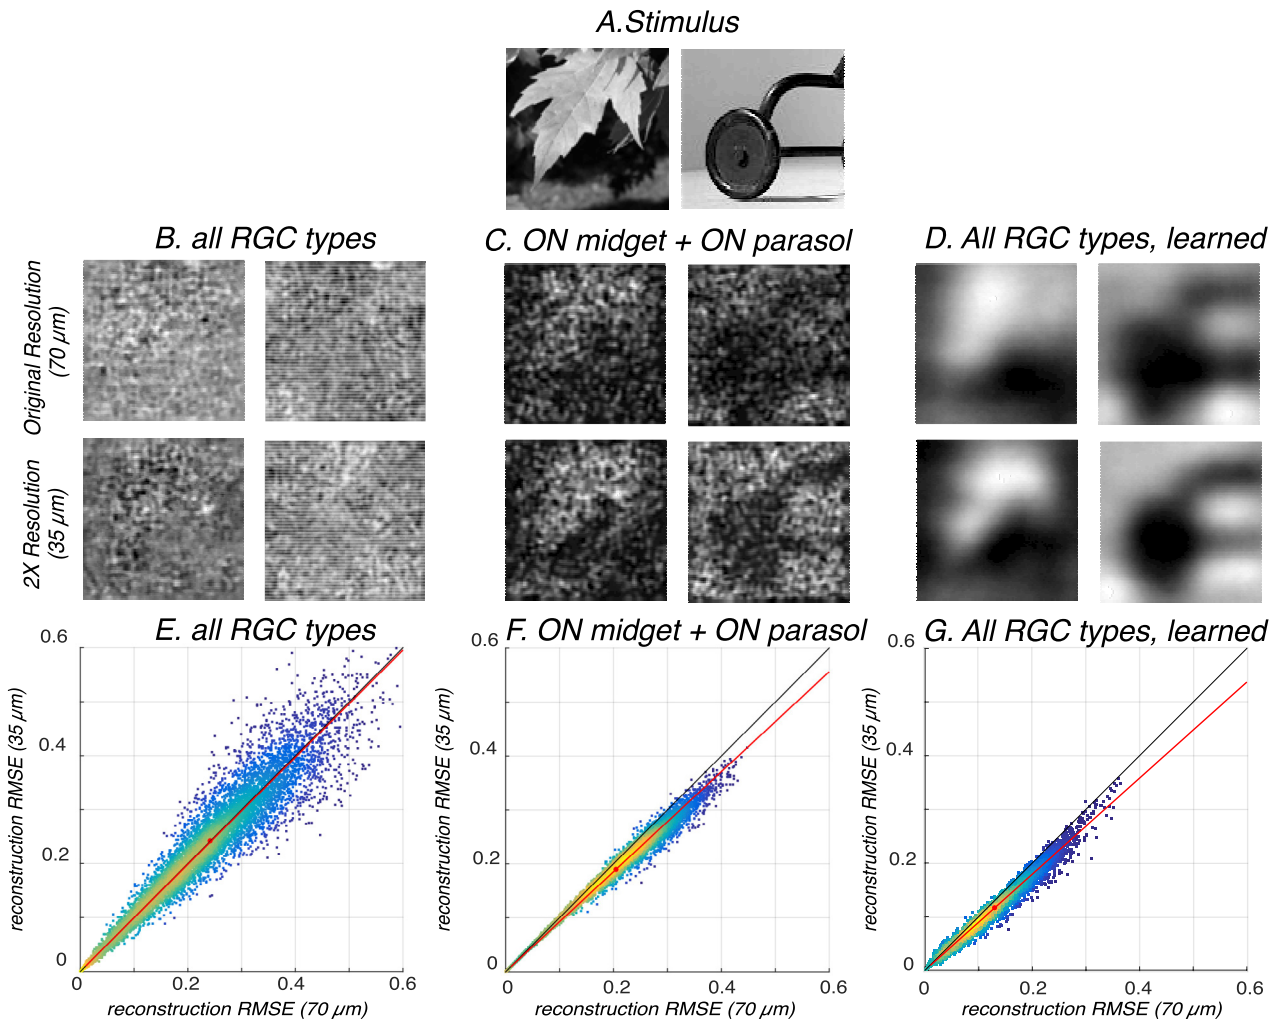 A.Stimulus
B. all RGC types
C. ON midget + ON parasol
D. All RGC types, learned
Original Resolution
(70 µm)
2X Resolution
(35 µm)
E. all RGC types
F. ON midget + ON parasol
G. All RGC types, learned
reconstruction RMSE (35 µm)
0.6
0.4
0.2
0
0
0.2
0.4
0.6
reconstruction RMSE (70 µm)
reconstruction RMSE (35 µm)
0.6
0.4
0.2
0
0
0.2
0.4
0.6
reconstruction RMSE (70 µm)
reconstruction RMSE (35 µm)
0.6
0.4
0.2
0
0
0.2
0.4
0.6
reconstruction RMSE (70 µm)